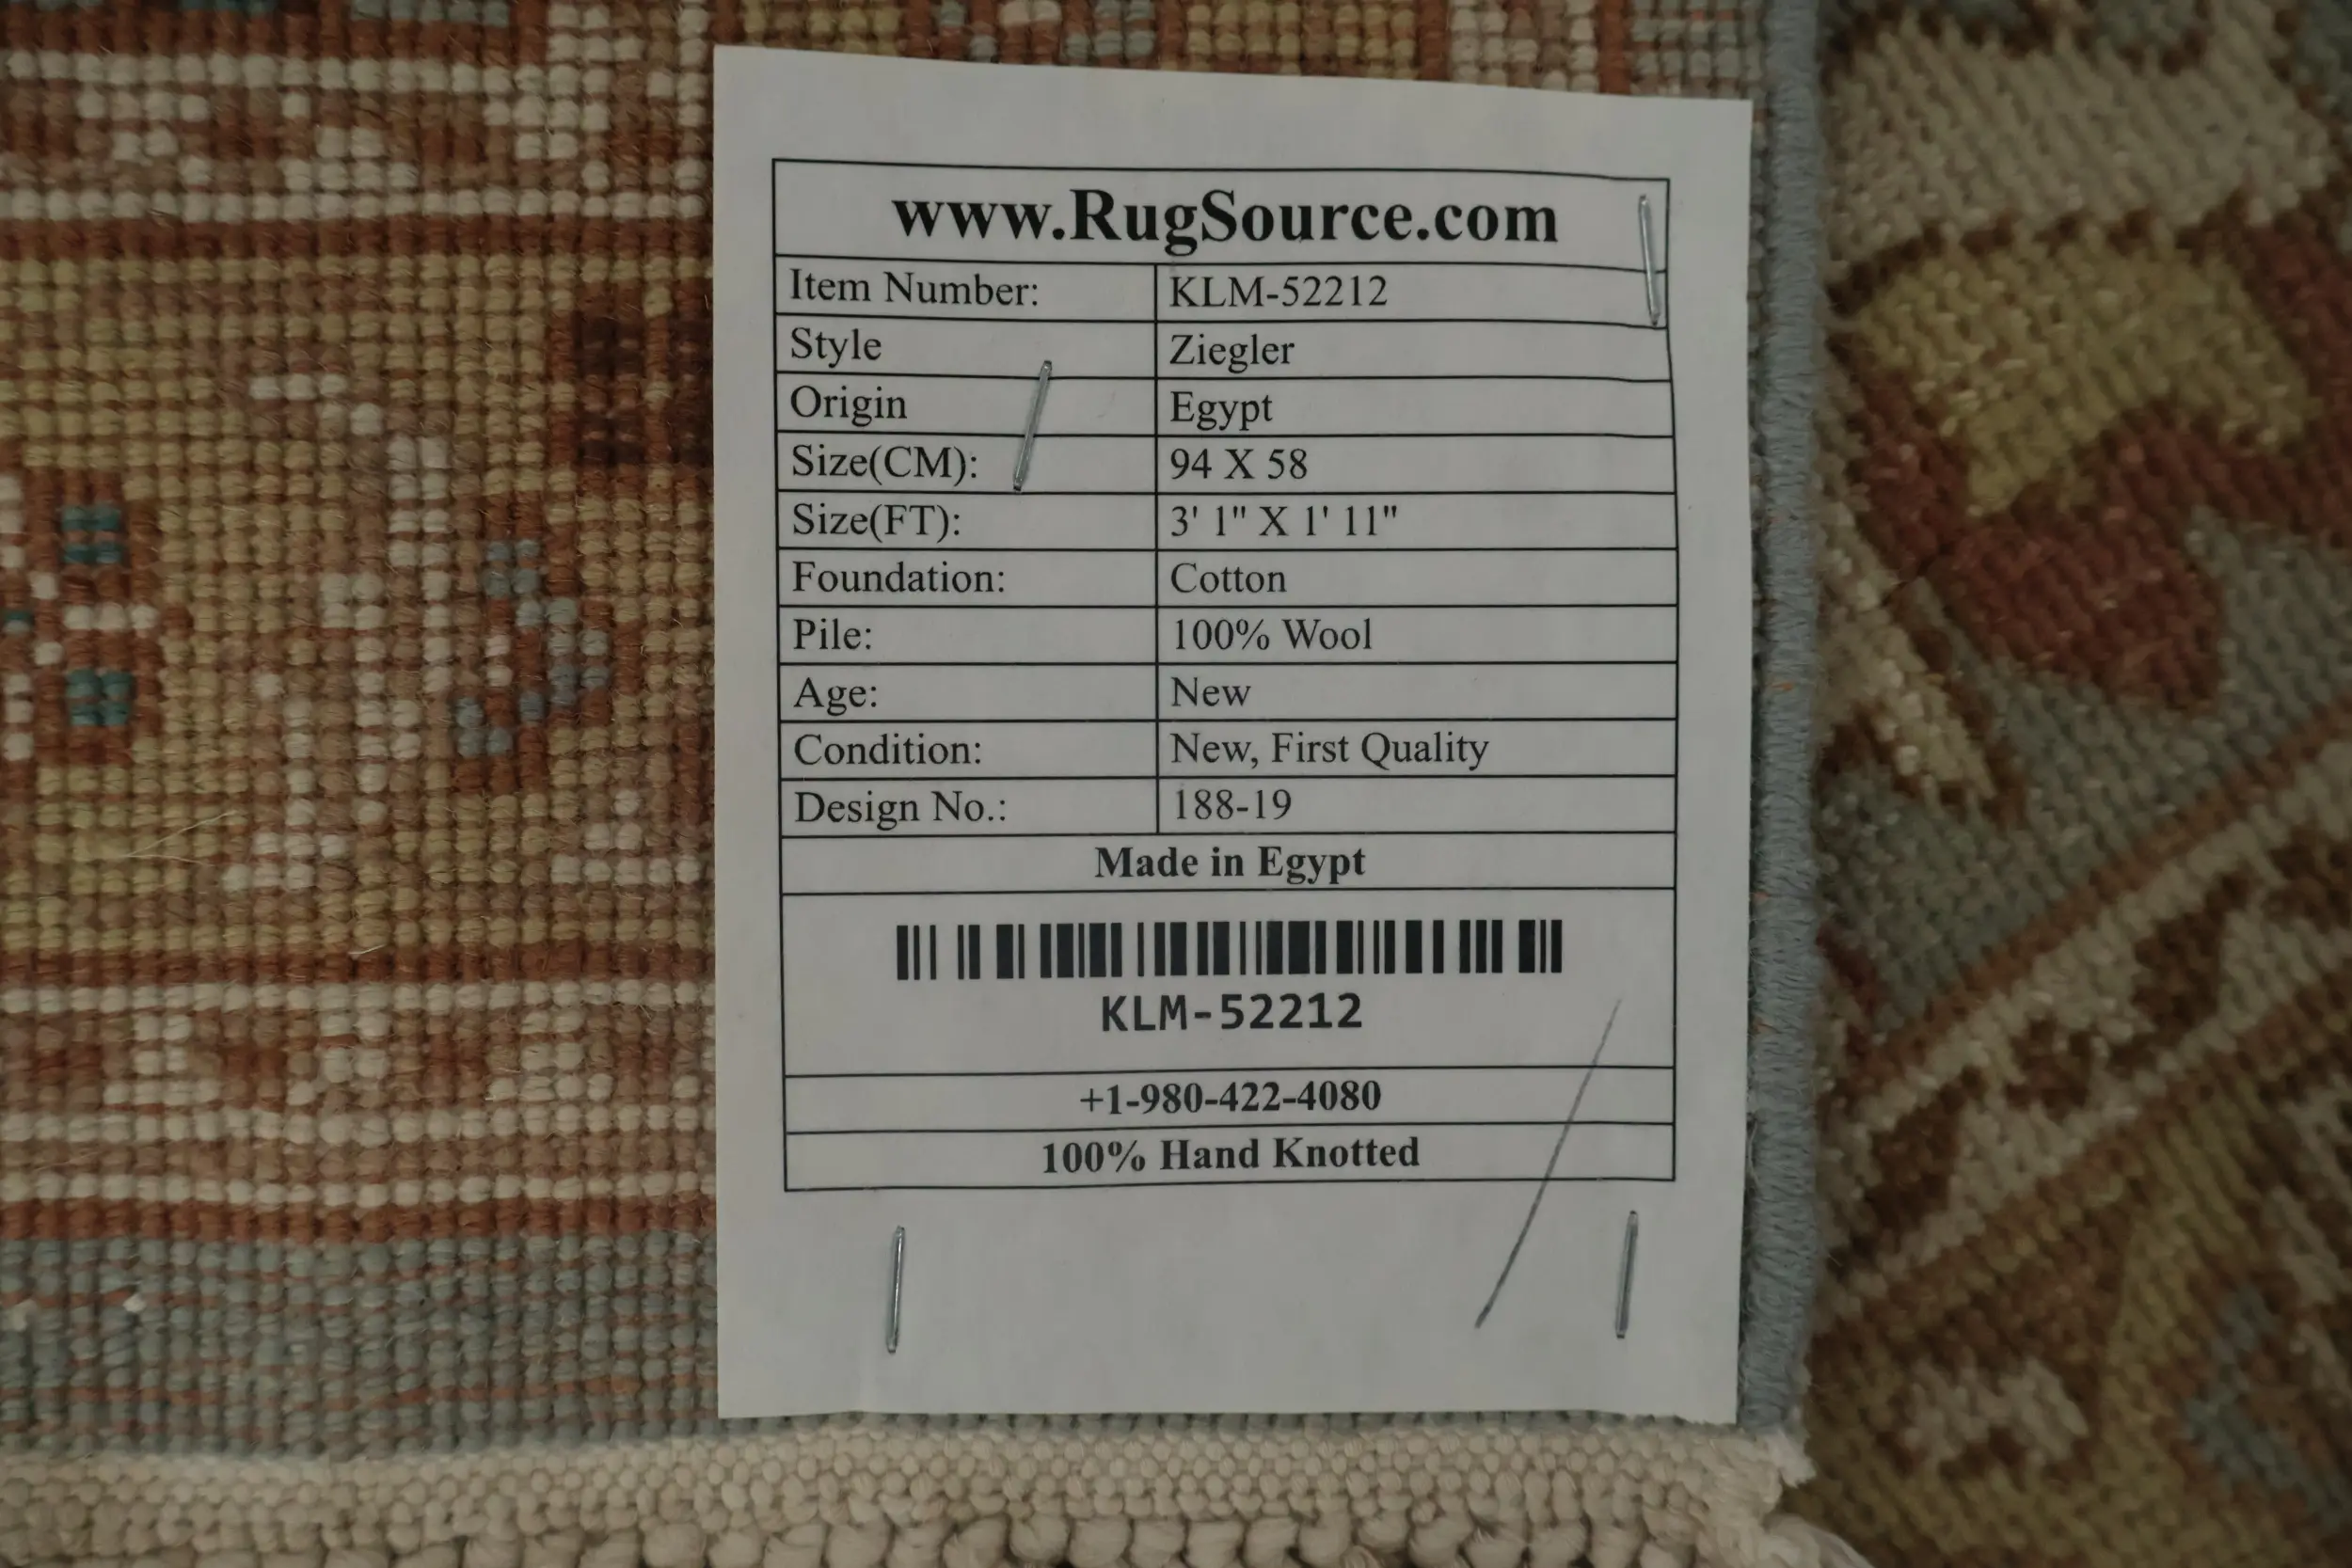 www.RugSource.com
Item Number: KLM-52212
Style Ziegler
Origin Egypt
Size(CM): 94 X 58
Size(FT): 3' 1" X 1' 11"
Foundation: Cotton
Pile: 100% Wool
Age: New
Condition: New, First Quality
Design No.: 188-19
Made in Egypt
KLM-52212
+1-980-422-4080
100% Hand Knotted